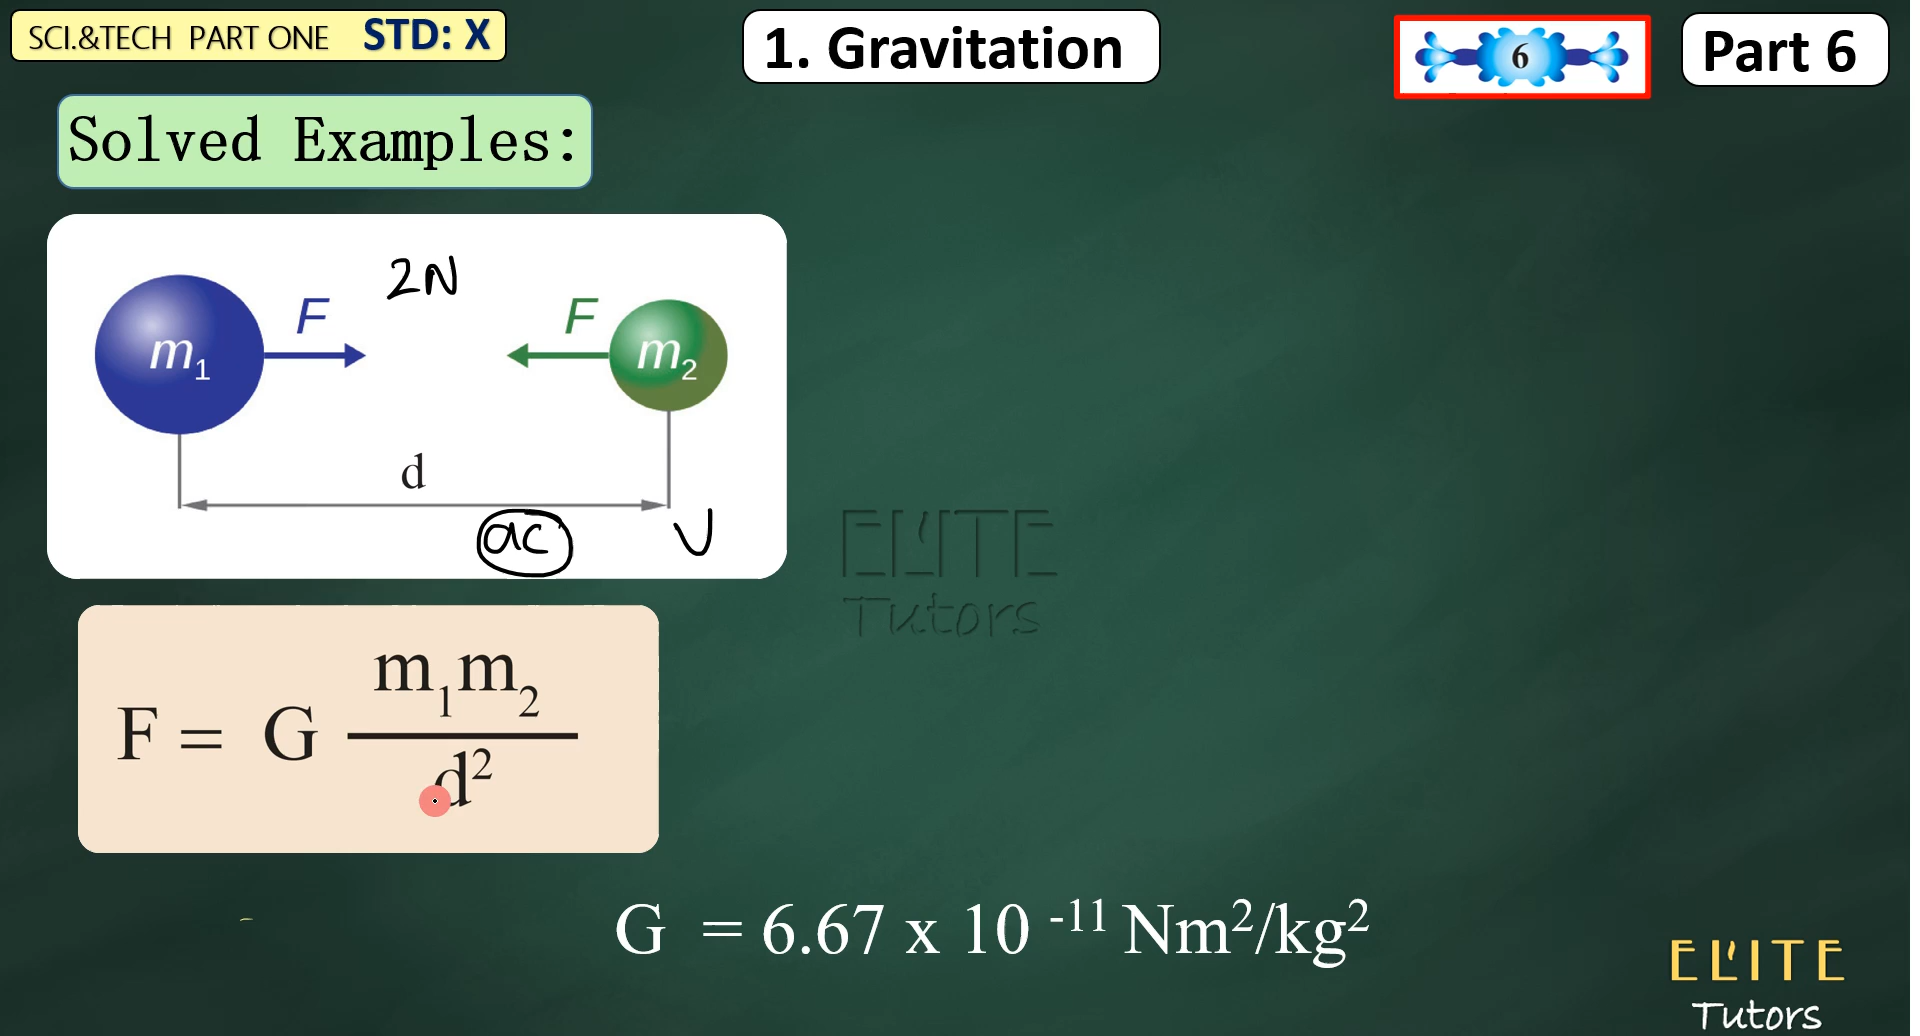 SCI.&TECH PART ONE STD: X
1. Gravitation
6
Part 6
Solved Examples:
2N
F
F
m₁
m₂
d
ac
V
ELITE
Tutors
F = G m₁m₂ / d²
G = 6.67 x 10 ⁻¹¹ Nm²/kg²
ELITE
Tutors